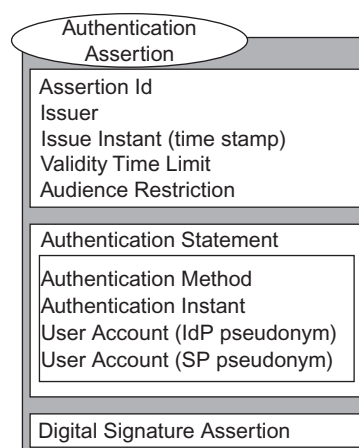 Authentication
Assertion
Assertion Id
Issuer
Issue Instant (time stamp)
Validity Time Limit
Audience Restriction
Authentication Statement
Authentication Method
Authentication Instant
User Account (IdP pseudonym)
User Account (SP pseudonym)
Digital Signature Assertion